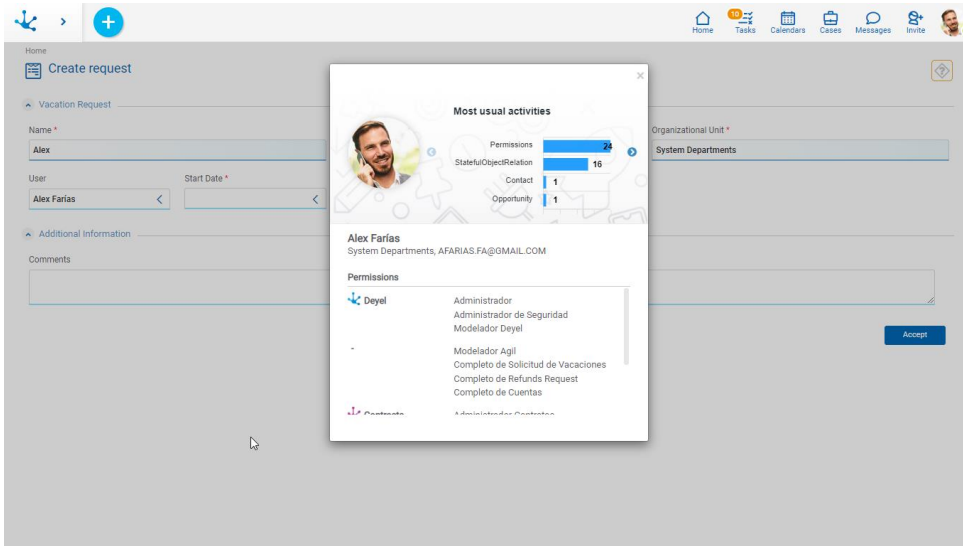 10
Home
Tasks
Calendars
Cases
Messages
Invite
Home
Create request
Vacation Request
Name *
Alex
Organizational Unit *
System Departments
User
Start Date *
Alex Farías
Additional Information
Comments
Accept
×
Most usual activities
Permissions 24
StatefulObjectRelation 16
Contact 1
Opportunity 1
Alex Farías
System Departments, AFARIAS.FA@GMAIL.COM
Permissions
Deyel Administrador
Administrador de Seguridad
Modelador Deyel
- Modelador Agil
Completo de Solicitud de Vacaciones
Completo de Refunds Request
Completo de Cuentas
Contrato Administrador Contratos